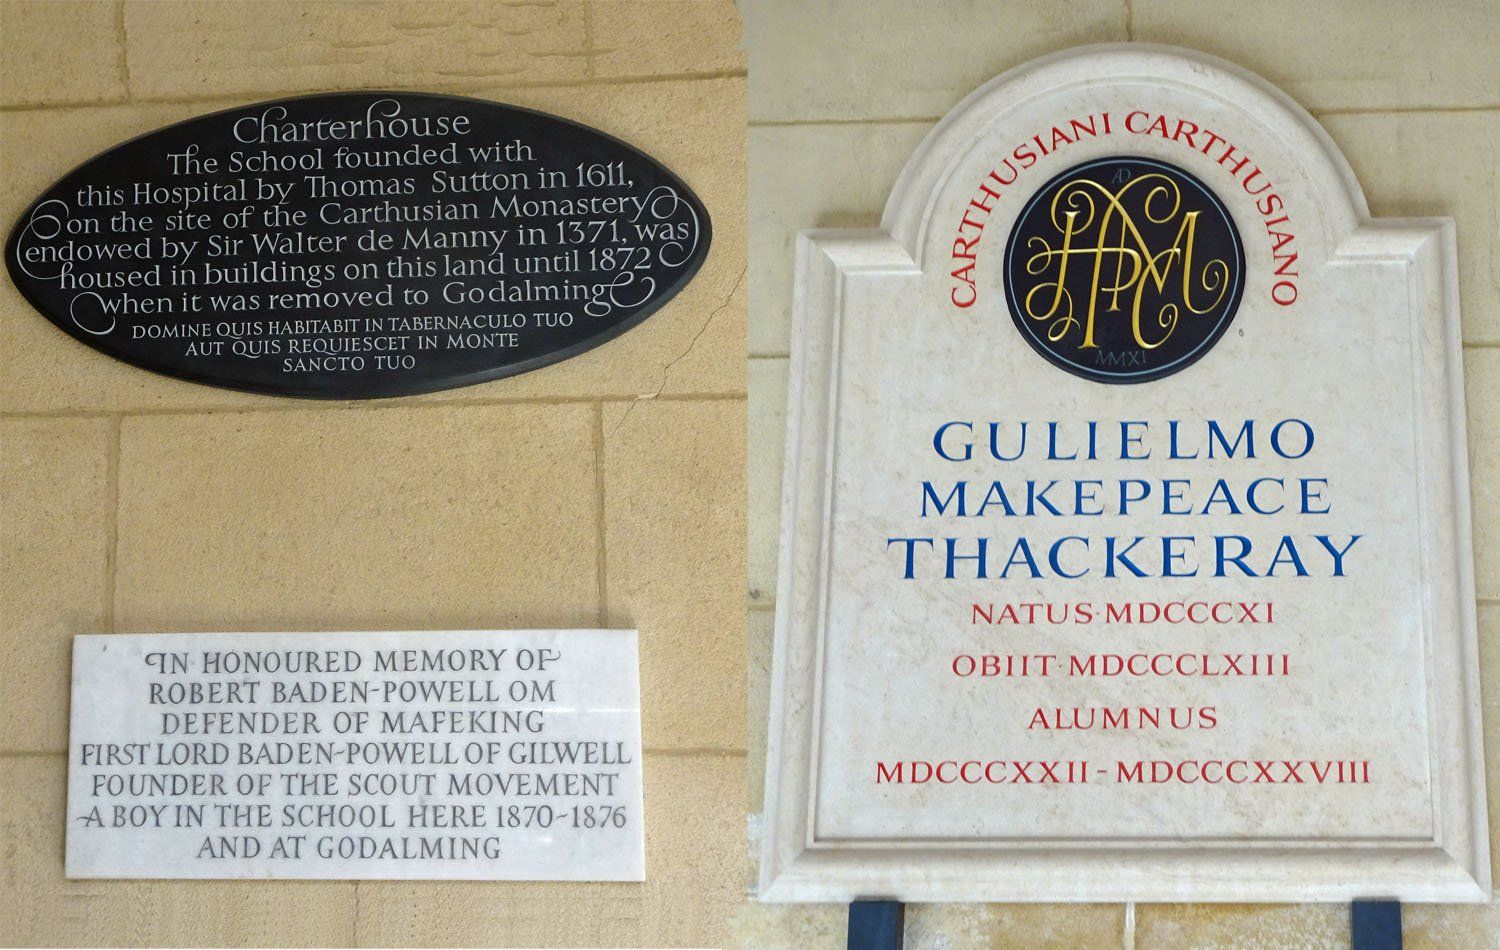 Charterhouse
The School founded with
this Hospital by Thomas Sutton in 1611,
on the site of the Carthusian Monastery
endowed by Sir Walter de Manny in 1371, was
housed in buildings on this land until 1872
when it was removed to Godalming
DOMINE QUIS HABITABIT IN TABERNACULO TUO
AUT QUIS REQUIESCET IN MONTE
SANCTO TUO
IN HONOURED MEMORY OF
ROBERT BADEN-POWELL OM
DEFENDER OF MAFEKING
FIRST LORD BADEN-POWELL OF GILWELL
FOUNDER OF THE SCOUT MOVEMENT
A BOY IN THE SCHOOL HERE 1870-1876
AND AT GODALMING
CARTHUSIANI CARTHUSIANO
AD
MMXI
GULIELMO
MAKEPEACE
THACKERAY
NATUS·MDCCCXI
OBIIT·MDCCCLXIII
ALUMNUS
MDCCCXXII-MDCCCXXVIII